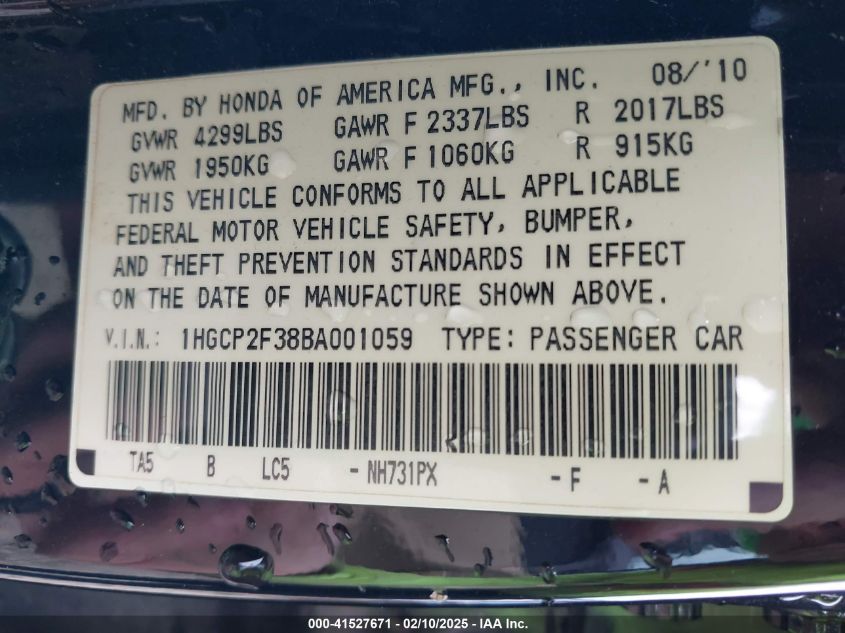 MFD. BY HONDA OF AMERICA MFG., INC. 08/'10
GVWR 4299LBS GAWR F 2337LBS R 2017LBS
GVWR 1950KG GAWR F 1060KG R 915KG
THIS VEHICLE CONFORMS TO ALL APPLICABLE
FEDERAL MOTOR VEHICLE SAFETY, BUMPER,
AND THEFT PREVENTION STANDARDS IN EFFECT
ON THE DATE OF MANUFACTURE SHOWN ABOVE.
V.I.N.: 1HGCP2F38BA001059 TYPE: PASSENGER CAR
TA5 B LC5 - NH731PX - F - A
000-41527671 - 02/10/2025 - IAA, Inc.